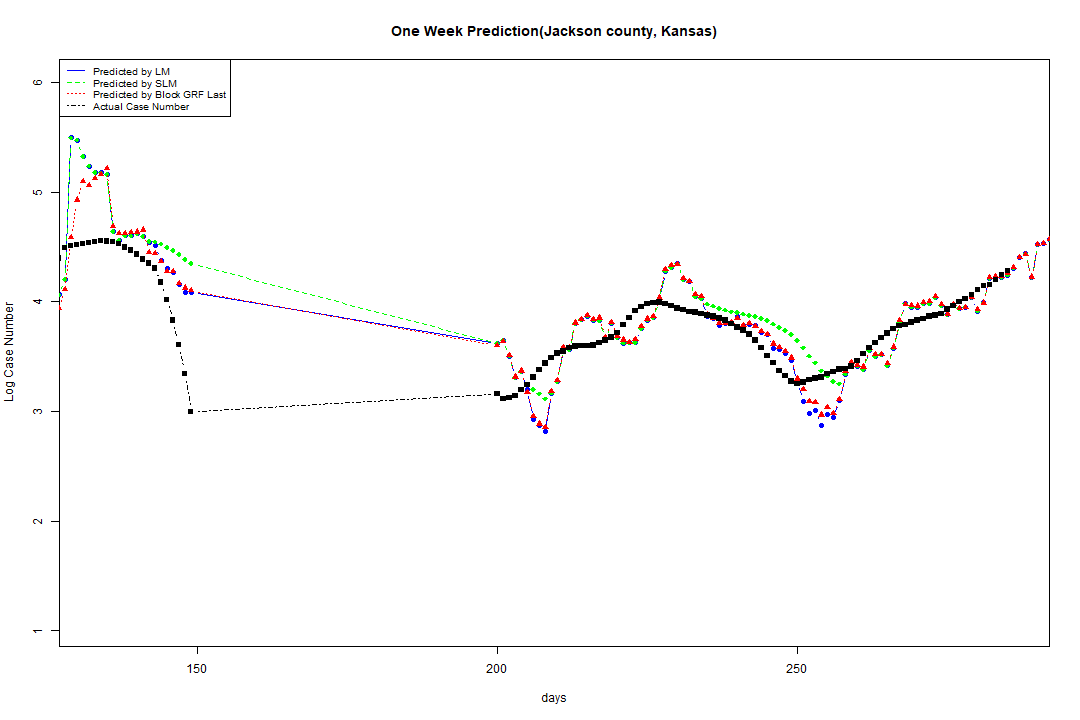 One Week Prediction(Jackson county, Kansas)
Predicted by LM
Predicted by SLM
Predicted by Block GRF Last
Actual Case Number
6
5
4
3
2
1
Log Case Number
150
200
250
days